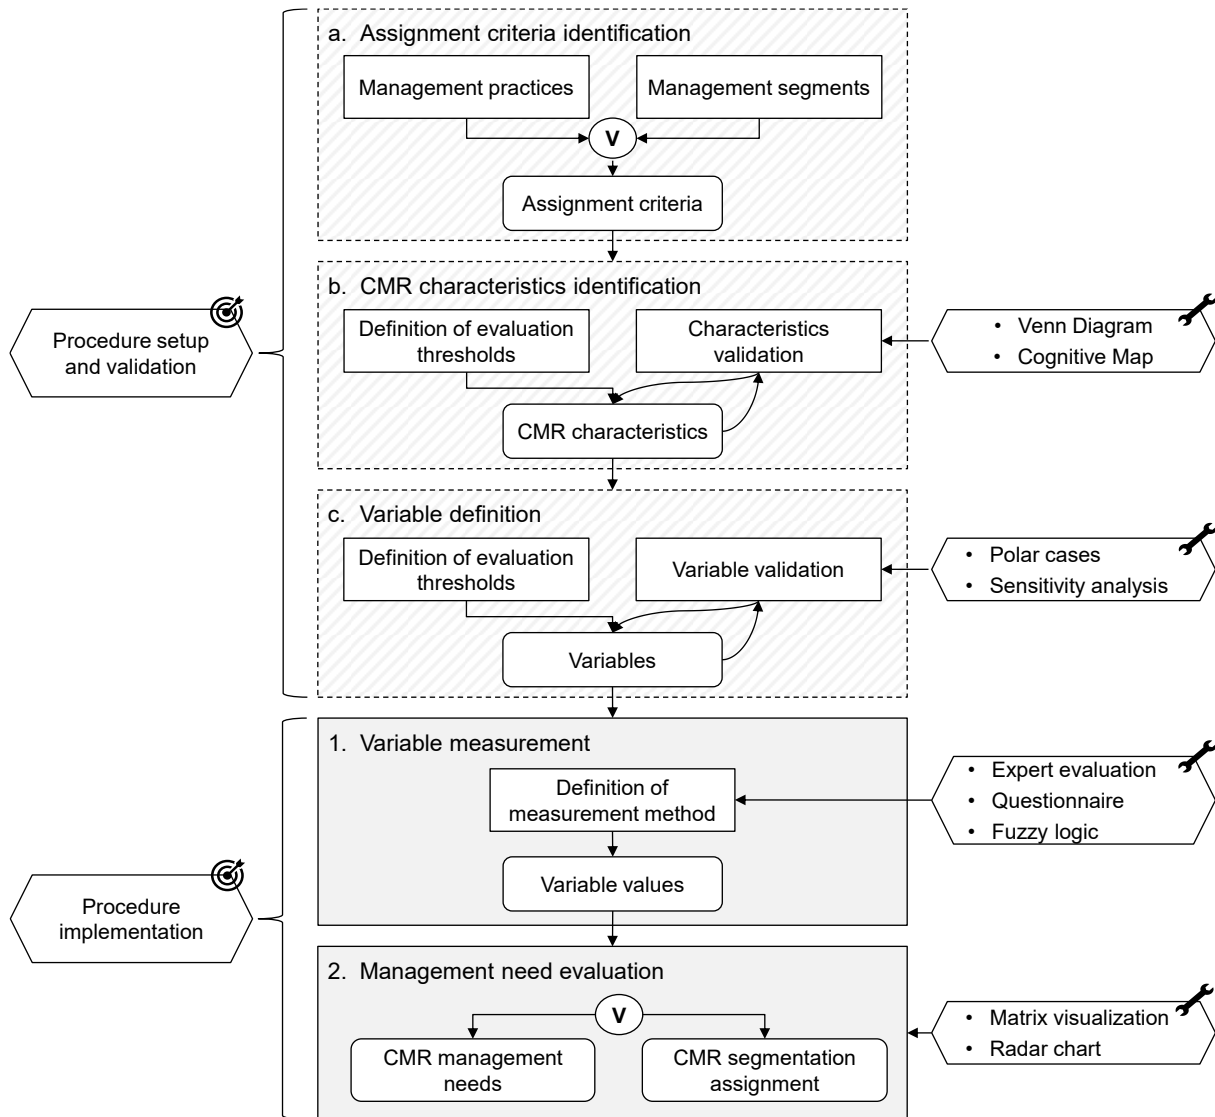 a. Assignment criteria identification
Management practices
Management segments
V
Assignment criteria
b. CMR characteristics identification
Definition of evaluation
thresholds
Characteristics
validation
CMR characteristics
Procedure setup
and validation
• Venn Diagram
• Cognitive Map
c. Variable definition
Definition of evaluation
thresholds
Variable validation
Variables
• Polar cases
• Sensitivity analysis
1. Variable measurement
Definition of
measurement method
Variable values
• Expert evaluation
• Questionnaire
• Fuzzy logic
Procedure
implementation
2. Management need evaluation
V
CMR management
needs
CMR segmentation
assignment
• Matrix visualization
• Radar chart